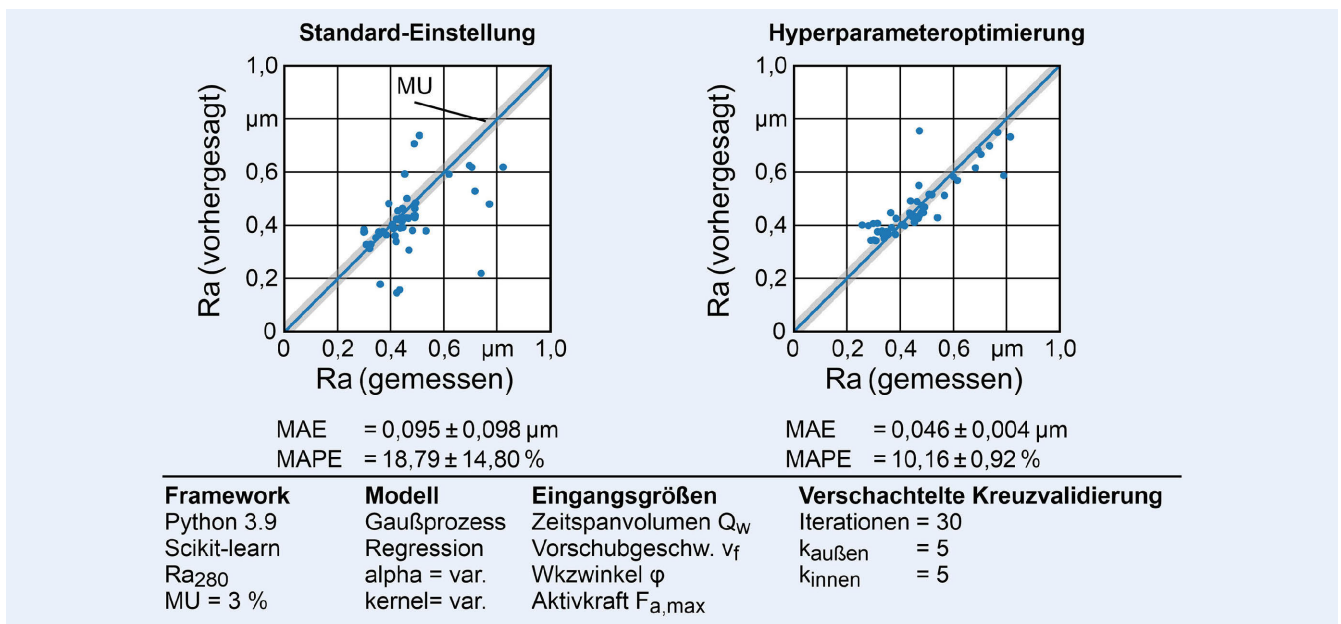 Standard-Einstellung
1,0
µm
0,6
0,4
0,2
0
MU
Ra (vorhergesagt)
0 0,2 0,4 0,6 µm 1,0
Ra (gemessen)
MAE = 0,095 ± 0,098 µm
MAPE = 18,79 ± 14,80 %
Hyperparameteroptimierung
1,0
µm
0,6
0,4
0,2
0
Ra (vorhergesagt)
0 0,2 0,4 0,6 µm 1,0
Ra (gemessen)
MAE = 0,046 ± 0,004 µm
MAPE = 10,16 ± 0,92 %
Framework
Python 3.9
Scikit-learn
Ra280
MU = 3 %
Modell
Gaußprozess
Regression
alpha = var.
kernel= var.
Eingangsgrößen
Zeitspanvolumen Qw
Vorschubgeschw. vf
Wkzwinkel φ
Aktivkraft Fa,max
Verschachtelte Kreuzvalidierung
Iterationen = 30
kaußen = 5
kinnen = 5